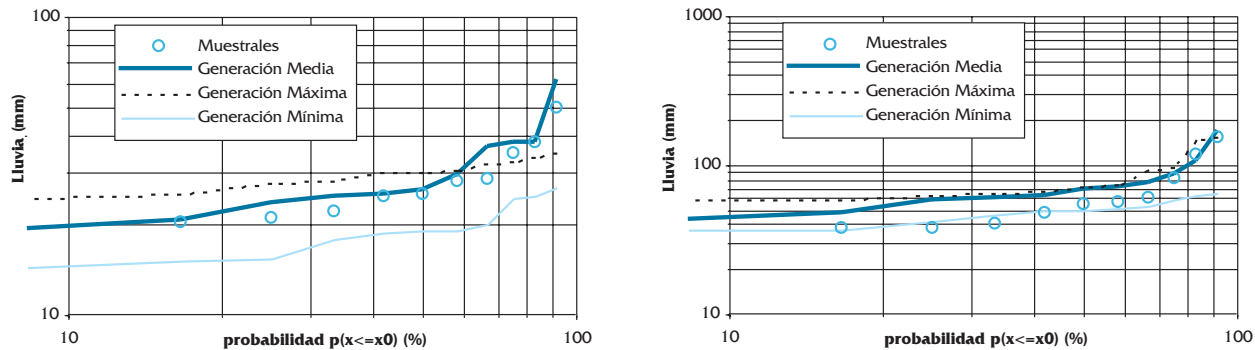 100
Muestrales
Generación Media
Generación Máxima
Generación Mínima
Lluvia (mm)
10
10
100
probabilidad p(x<=x0) (%)
1000
Muestrales
Generación Media
Generación Máxima
Generación Mínima
Lluvia (mm)
100
10
10
100
probabilidad p(x<=x0) (%)